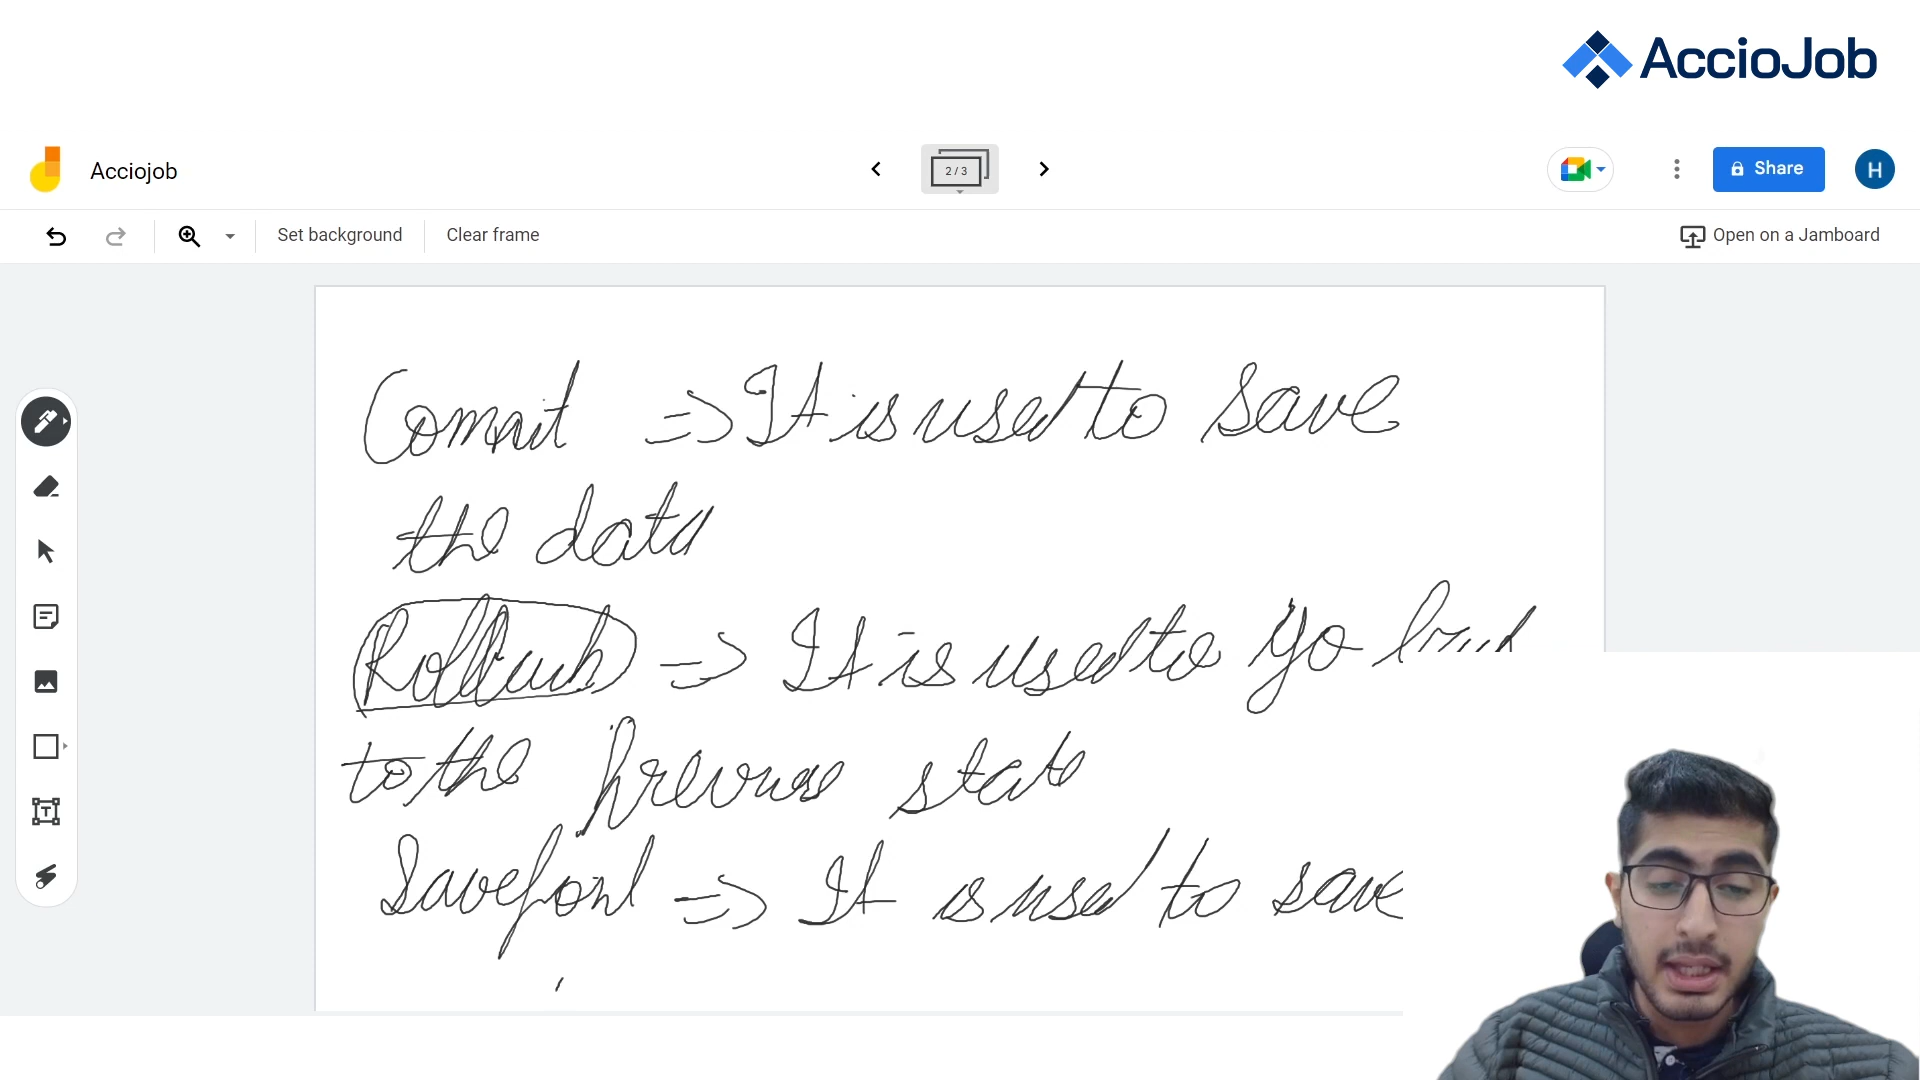 AccioJob
Acciojob
2 / 3
Share
H
Set background
Clear frame
Open on a Jamboard
Commit => It is used to save
the data
Rollback => It is used to go back
to the previous state
Savepoint => It is used to save